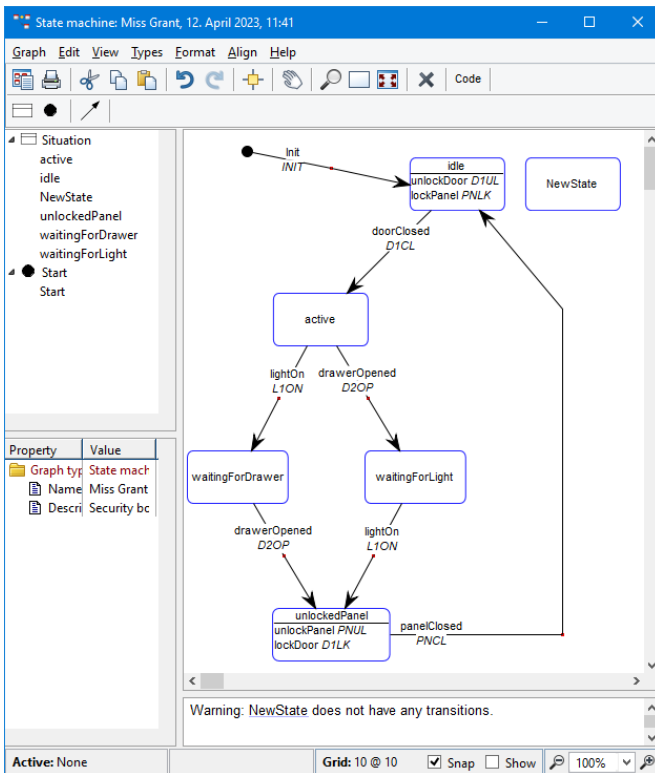 State machine: Miss Grant, 12. April 2023, 11:41
Graph Edit View Types Format Align Help
Code
Situation
active
idle
NewState
unlockedPanel
waitingForDrawer
waitingForLight
Start
Start
Property Value
Graph typ State mach
Name Miss Grant
Descri Security bc
Init
INIT
idle
unlockDoor D1UL
lockPanel PNLK
NewState
doorClosed
D1CL
active
lightOn
L1ON
drawerOpened
D2OP
waitingForDrawer
waitingForLight
drawerOpened
D2OP
lightOn
L1ON
unlockedPanel
unlockPanel PNUL
lockDoor D1LK
panelClosed
PNCL
Warning: NewState does not have any transitions.
Active: None
Grid: 10 @ 10
Snap
Show
100%